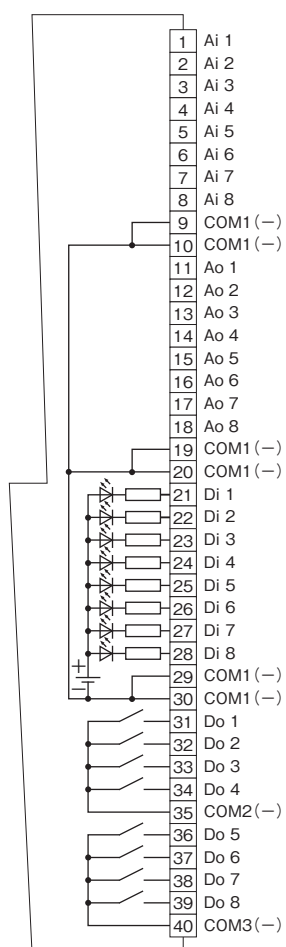 1 Ai 1
2 Ai 2
3 Ai 3
4 Ai 4
5 Ai 5
6 Ai 6
7 Ai 7
8 Ai 8
9 COM1(−)
10 COM1(−)
11 Ao 1
12 Ao 2
13 Ao 3
14 Ao 4
15 Ao 5
16 Ao 6
17 Ao 7
18 Ao 8
19 COM1(−)
20 COM1(−)
21 Di 1
22 Di 2
23 Di 3
24 Di 4
25 Di 5
26 Di 6
27 Di 7
28 Di 8
+
29 COM1(−)
−
30 COM1(−)
31 Do 1
32 Do 2
33 Do 3
34 Do 4
35 COM2(−)
36 Do 5
37 Do 6
38 Do 7
39 Do 8
40 COM3(−)